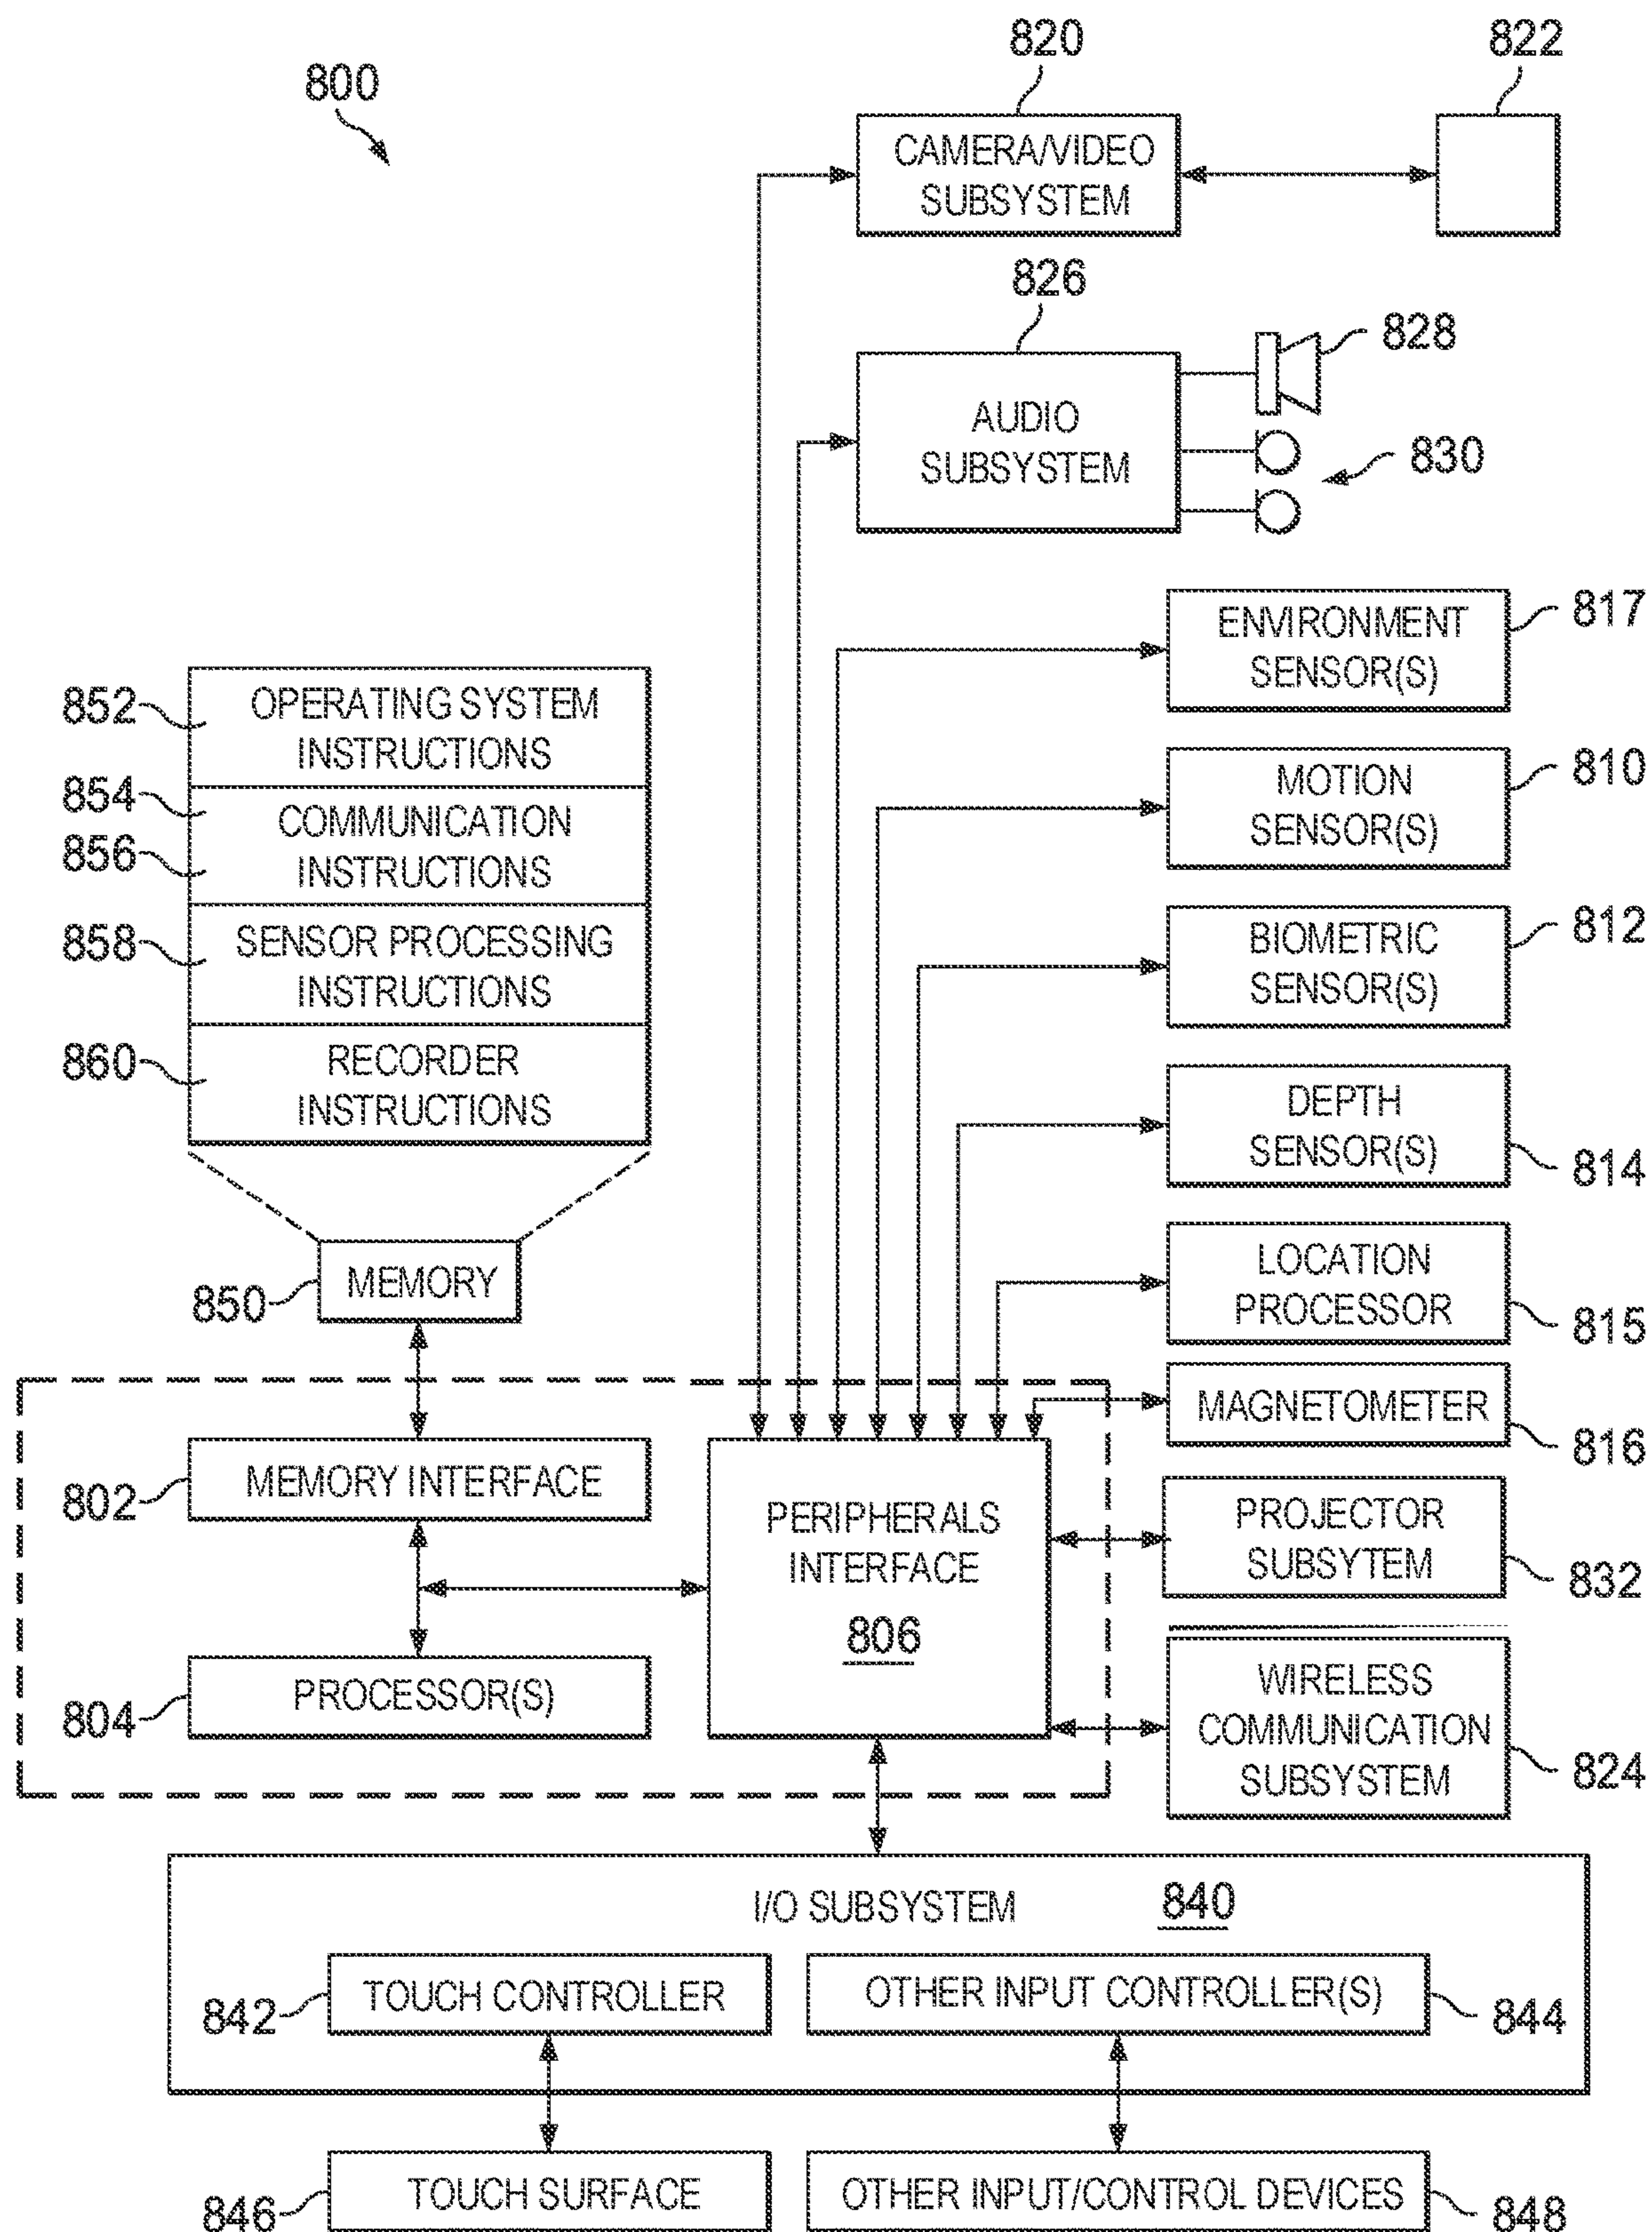 800
820
822
CAMERA/VIDEO
SUBSYSTEM
826
828
AUDIO
SUBSYSTEM
830
817
ENVIRONMENT
SENSOR(S)
810
MOTION
SENSOR(S)
812
BIOMETRIC
SENSOR(S)
DEPTH
SENSOR(S)
814
LOCATION
PROCESSOR
815
MAGNETOMETER
816
PROJECTOR
SUBSYTEM
832
WIRELESS
COMMUNICATION
SUBSYSTEM
824
852
OPERATING SYSTEM
INSTRUCTIONS
854
COMMUNICATION
856
INSTRUCTIONS
858
SENSOR PROCESSING
INSTRUCTIONS
860
RECORDER
INSTRUCTIONS
MEMORY
850
MEMORY INTERFACE
802
PERIPHERALS
INTERFACE
806
PROCESSOR(S)
804
I/O SUBSYSTEM 840
TOUCH CONTROLLER
842
OTHER INPUT CONTROLLER(S)
844
TOUCH SURFACE
846
OTHER INPUT/CONTROL DEVICES
848